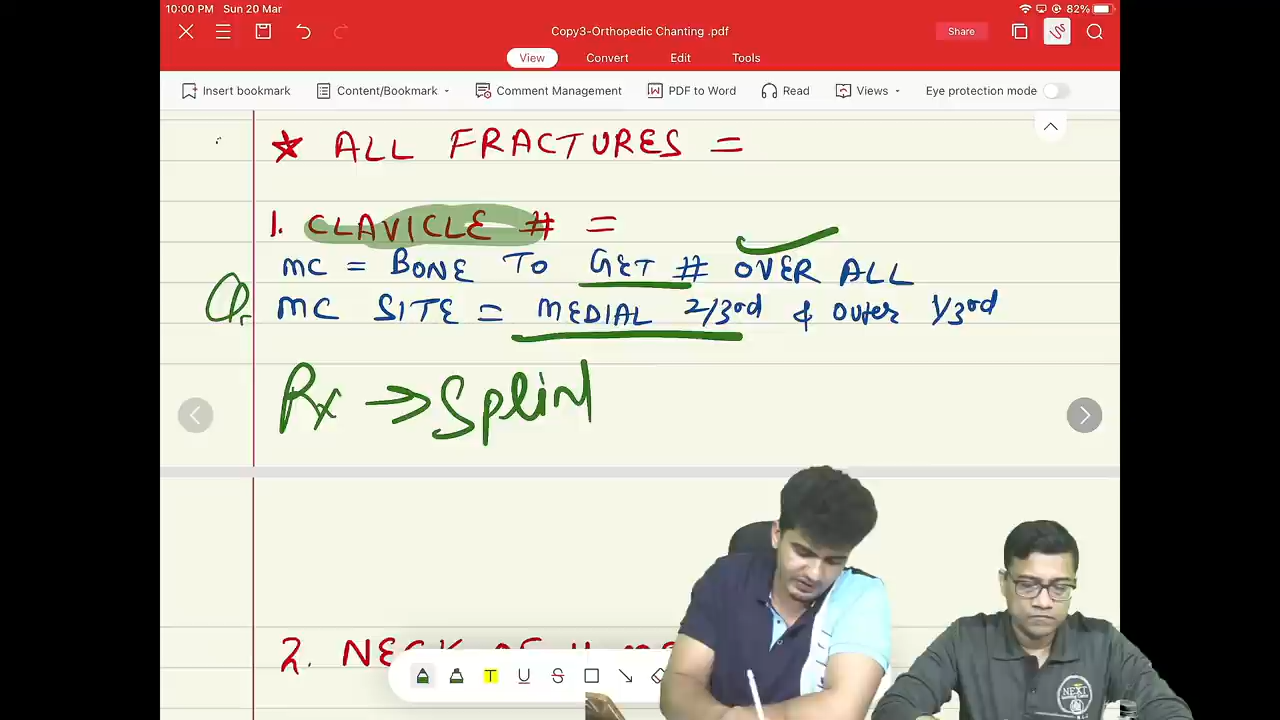 10:00 PM Sun 20 Mar
82%
Copy3-Orthopedic Chanting .pdf
Share
View Convert Edit Tools
Insert bookmark Content/Bookmark Comment Management PDF to Word Read Views Eye protection mode
★ ALL FRACTURES =
1. CLAVICLE # =
MC = BONE TO GET # OVER ALL
MC SITE = MEDIAL 2/3rd & Outer 1/3rd
Rx → Splint
2. NECK OF
T U S
NEXT